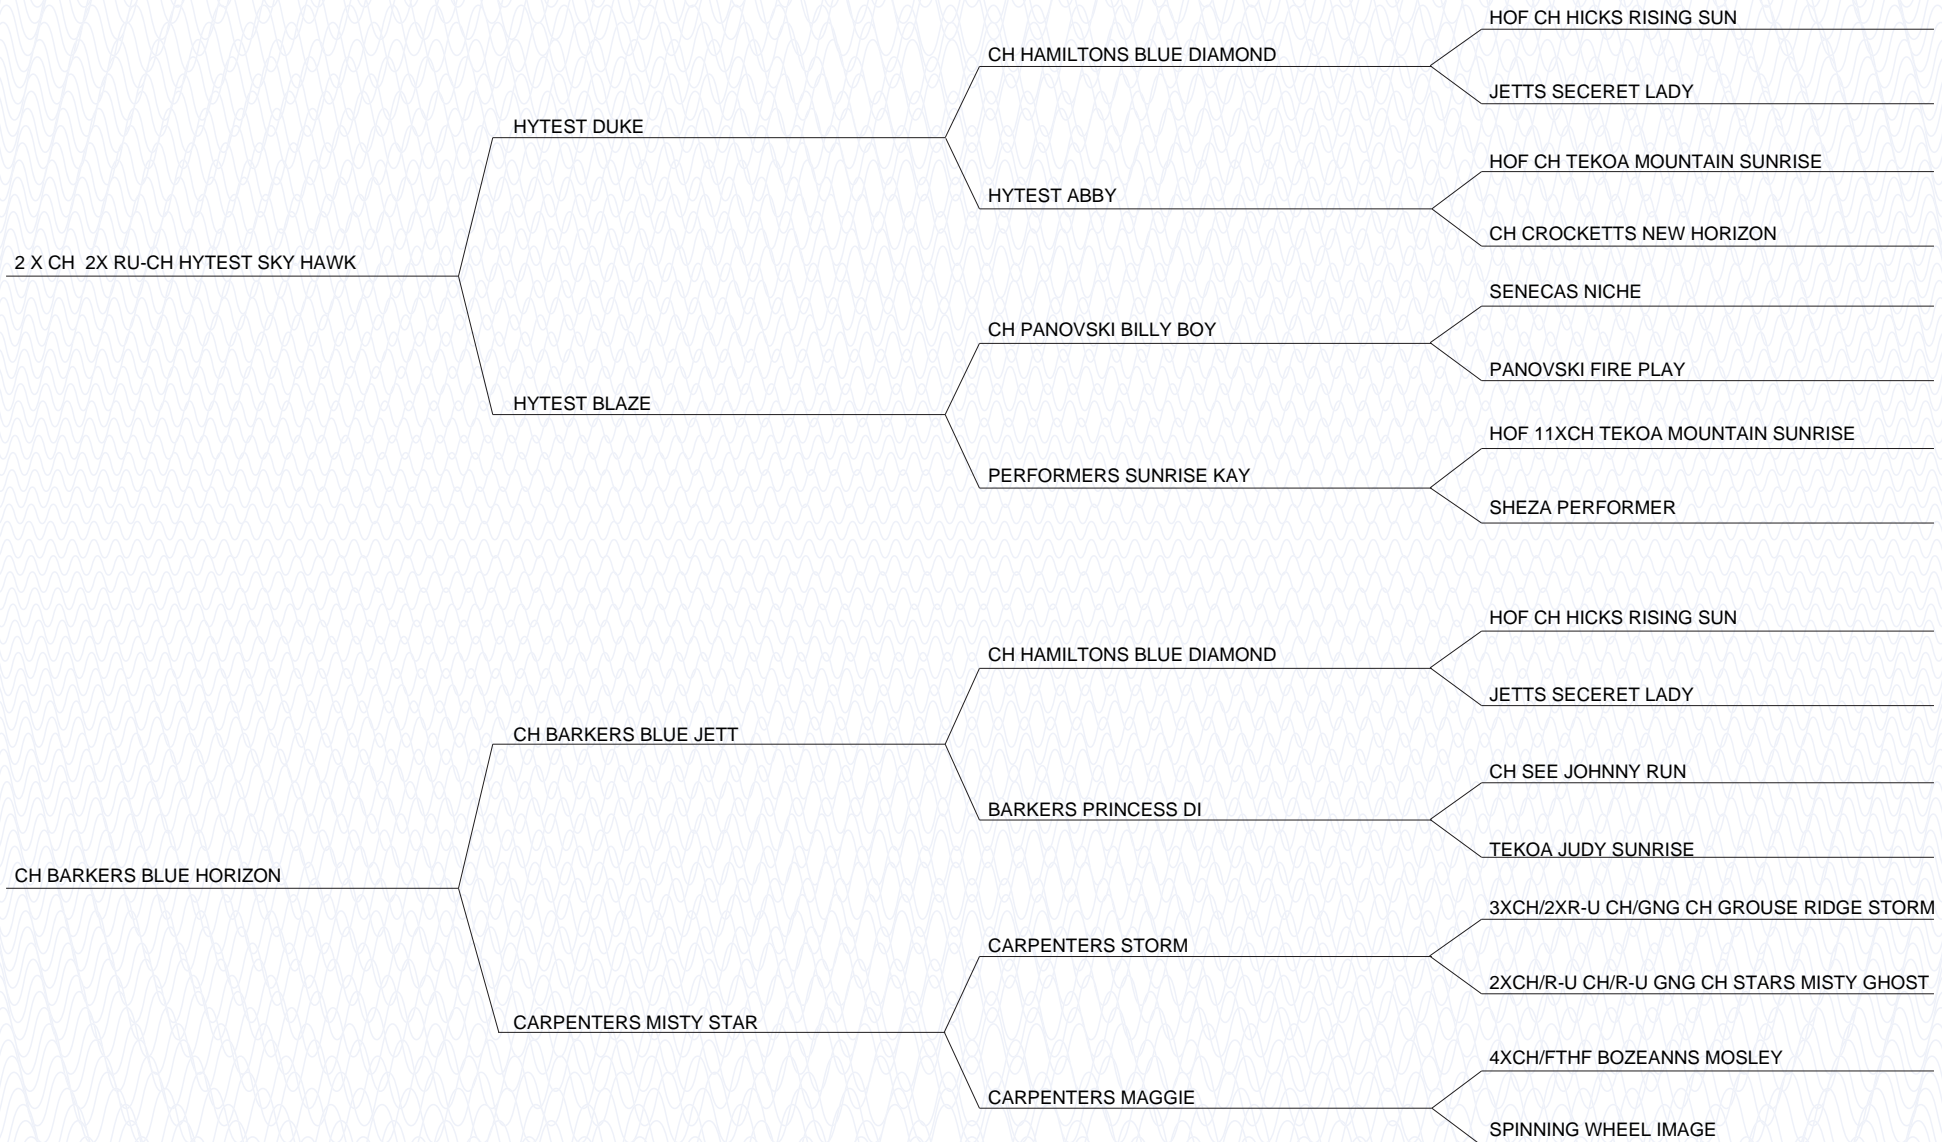 HOF CH HICKS RISING SUN
CH HAMILTONS BLUE DIAMOND
JETTS SECERET LADY
HYTEST DUKE
HOF CH TEKOA MOUNTAIN SUNRISE
HYTEST ABBY
CH CROCKETTS NEW HORIZON
2 X CH  2X RU-CH HYTEST SKY HAWK
SENECAS NICHE
CH PANOVSKI BILLY BOY
PANOVSKI FIRE PLAY
HYTEST BLAZE
HOF 11XCH TEKOA MOUNTAIN SUNRISE
PERFORMERS SUNRISE KAY
SHEZA PERFORMER
HOF CH HICKS RISING SUN
CH HAMILTONS BLUE DIAMOND
JETTS SECERET LADY
CH BARKERS BLUE JETT
CH SEE JOHNNY RUN
BARKERS PRINCESS DI
TEKOA JUDY SUNRISE
CH BARKERS BLUE HORIZON
3XCH/2XR-U CH/GNG CH GROUSE RIDGE STORM
CARPENTERS STORM
2XCH/R-U CH/R-U GNG CH STARS MISTY GHOST
CARPENTERS MISTY STAR
4XCH/FTHF BOZEANNS MOSLEY
CARPENTERS MAGGIE
SPINNING WHEEL IMAGE